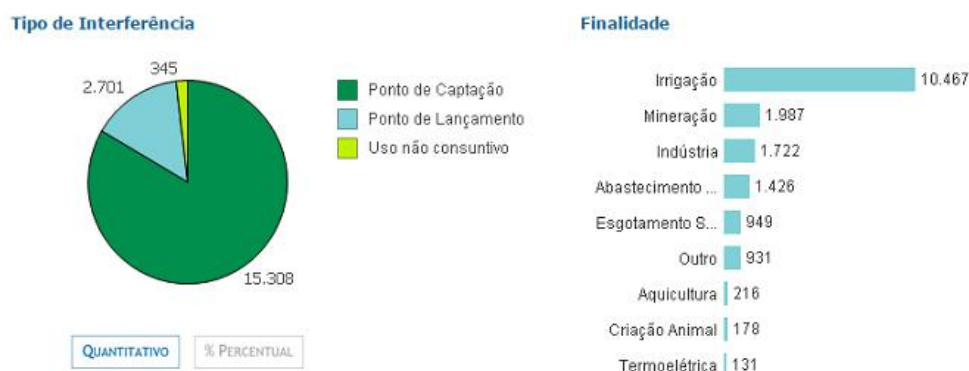 Tipo de Interferência
345
2.701
15.308
Ponto de Captação
Ponto de Lançamento
Uso não consuntivo
QUANTITATIVO
% PERCENTUAL
Finalidade
Irrigação 10.467
Mineração 1.987
Indústria 1.722
Abastecimento ... 1.426
Esgotamento S... 949
Outro 931
Aquicultura 216
Criação Animal 178
Termoelétrica 131